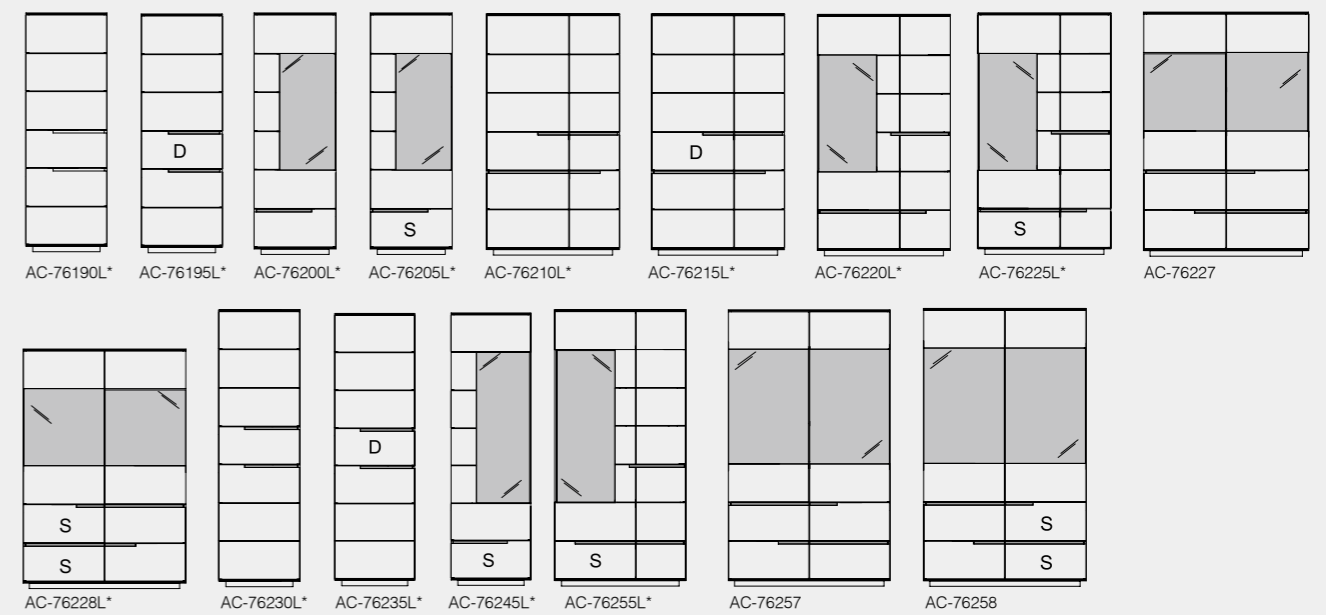 D
D
S
S
AC-76190L*
AC-76195L*
AC-76200L*
AC-76205L*
AC-76210L*
AC-76215L*
AC-76220L*
AC-76225L*
AC-76227
D
S
S
S
S
S
S
AC-76228L*
AC-76230L*
AC-76235L*
AC-76245L*
AC-76255L*
AC-76257
AC-76258